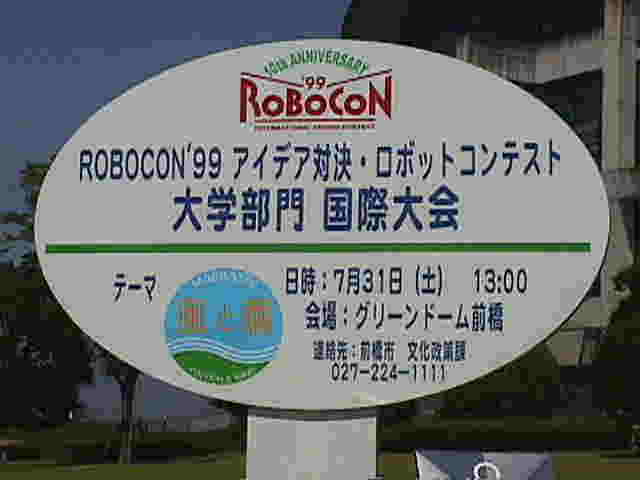 10th ANNIVERSARY
'99
ROBOCON
ROBOCON'99 アイデア対決・ロボットコンテスト
大学部門 国際大会
テーマ
日時:7月31日(土) 13:00
会場:グリーンドーム前橋
連絡先:前橋市 文化政策課
027-224-1111